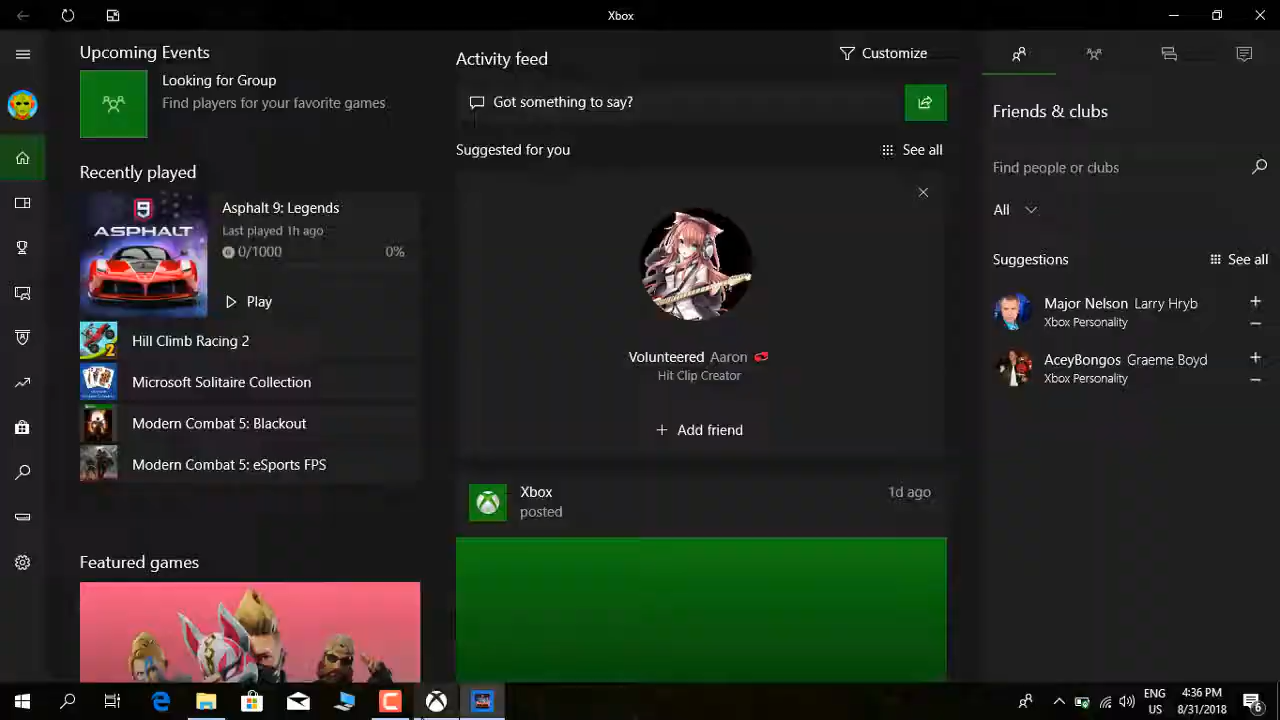 Xbox
Upcoming Events
Looking for Group
Find players for your favorite games
Recently played
9
ASPHALT
Asphalt 9: Legends
Last played 1h ago
G 0/1000 0%
Play
Hill Climb Racing 2
2
Microsoft Solitaire Collection
Modern Combat 5: Blackout
Modern Combat 5: eSports FPS
Featured games
Activity feed
Customize
Got something to say?
Suggested for you
See all
Volunteered Aaron
Hit Clip Creator
+ Add friend
Xbox
posted
1d ago
Friends & clubs
Find people or clubs
All
Suggestions
See all
Major Nelson Larry Hryb
Xbox Personality
AceyBongos Graeme Boyd
Xbox Personality
ENG
US
4:36 PM
8/31/2018
6